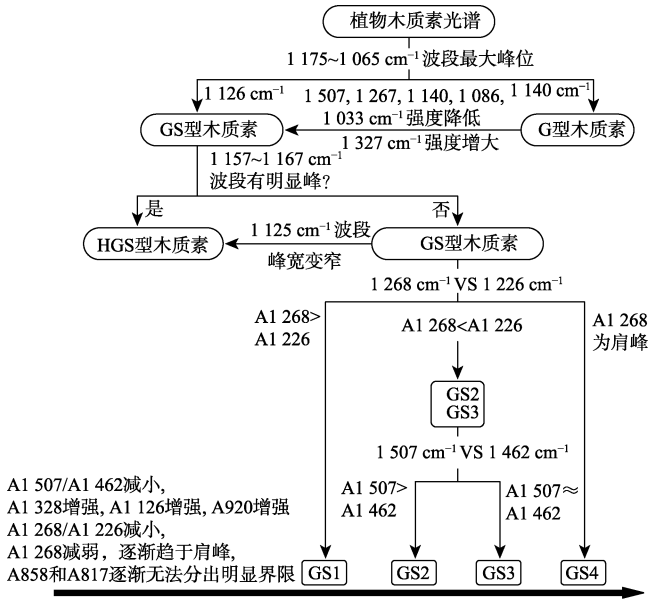 植物木质素光谱
1 175~1 065 cm⁻¹波段最大峰位
1 126 cm⁻¹
1 507, 1 267, 1 140, 1 086,
1 140 cm⁻¹
1 033 cm⁻¹强度降低
GS型木质素
G型木质素
1 327 cm⁻¹强度增大
1 157~1 167 cm⁻¹
波段有明显峰?
是
否
HGS型木质素
1 125 cm⁻¹波段
峰宽变窄
GS型木质素
1 268 cm⁻¹ VS 1 226 cm⁻¹
A1 268>
A1 226
A1 268<A1 226
A1 268
为肩峰
GS2
GS3
1 507 cm⁻¹ VS 1 462 cm⁻¹
A1 507>
A1 462
A1 507≈
A1 462
A1 507/A1 462减小,
A1 328增强, A1 126增强, A920增强
A1 268/A1 226减小,
A1 268减弱，逐渐趋于肩峰,
A858和A817逐渐无法分出明显界限
GS1
GS2
GS3
GS4